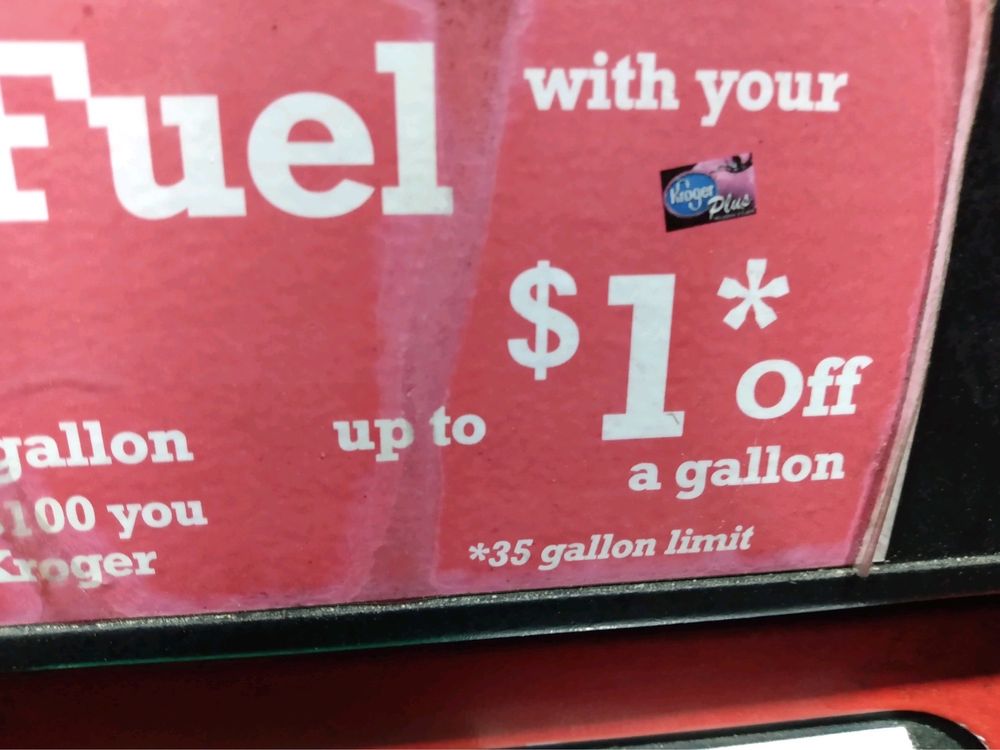 Fuel
with your
Kroger
Plus
$1*
Off
up to
a gallon
*35 gallon limit
gallon
$100 you
Kroger